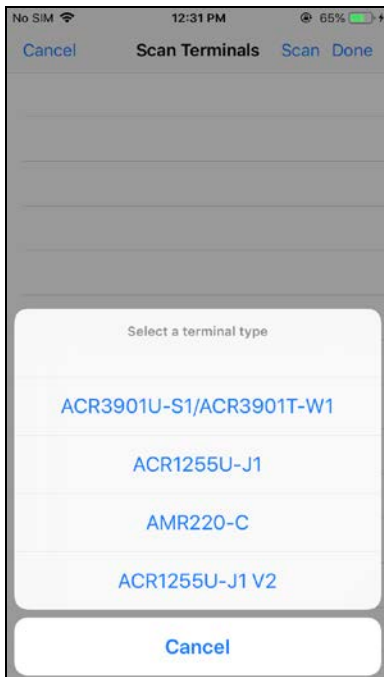 No SIM 12:31 PM 65%
Cancel Scan Terminals Scan Done
Select a terminal type
ACR3901U-S1/ACR3901T-W1
ACR1255U-J1
AMR220-C
ACR1255U-J1 V2
Cancel